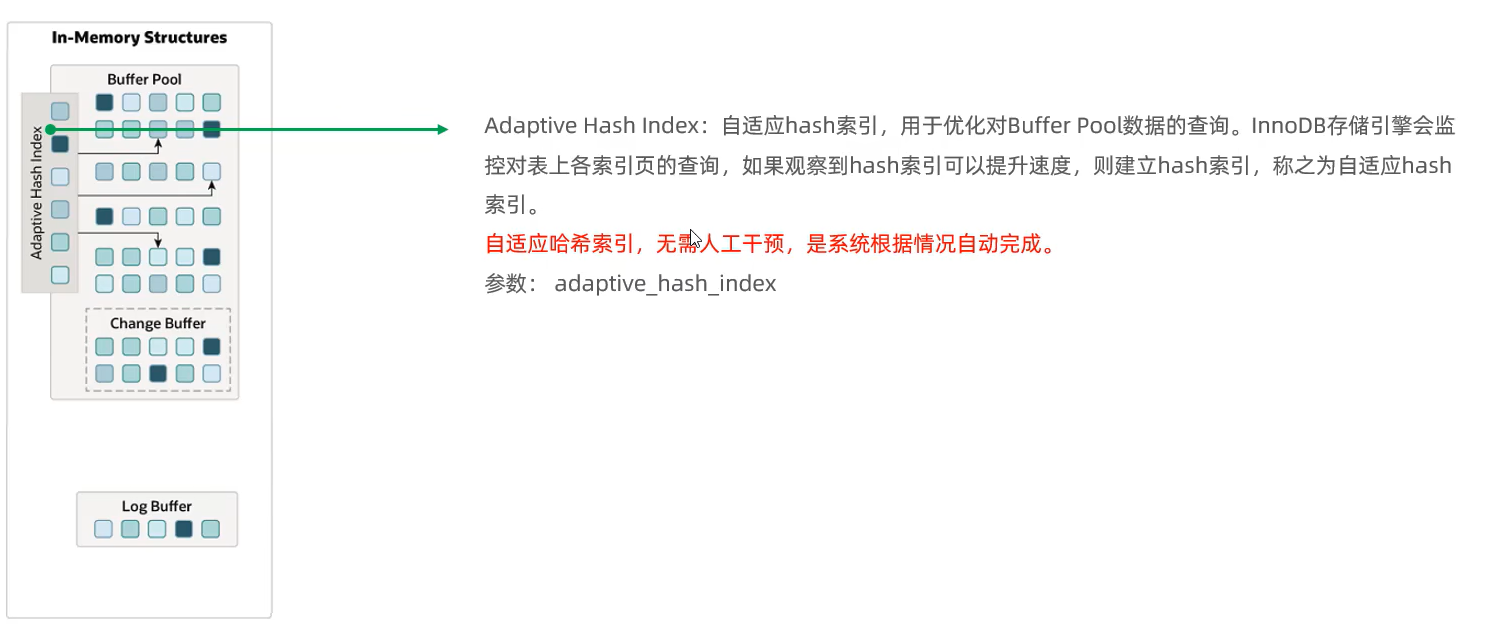 In-Memory Structures
Buffer Pool
Adaptive Hash Index
Change Buffer
Log Buffer
Adaptive Hash Index：自适应hash索引，用于优化对Buffer Pool数据的查询。InnoDB存储引擎会监
控对表上各索引页的查询，如果观察到hash索引可以提升速度，则建立hash索引，称之为自适应hash
索引。
自适应哈希索引，无需人工干预，是系统根据情况自动完成。
参数： adaptive_hash_index